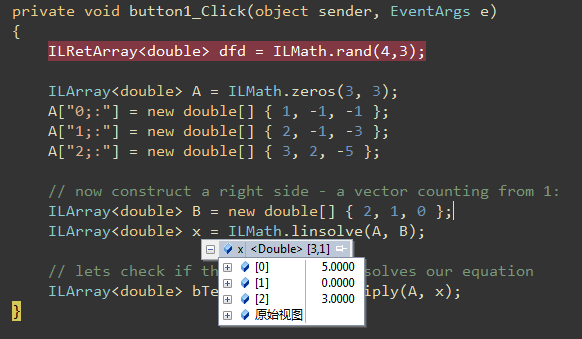 private void button1_Click(object sender, EventArgs e)
{
ILRetArray<double> dfd = ILMath.rand(4,3);
ILArray<double> A = ILMath.zeros(3, 3);
A["0;:"] = new double[] { 1, -1, -1 };
A["1;:"] = new double[] { 2, -1, -3 };
A["2;:"] = new double[] { 3, 2, -5 };
// now construct a right side - a vector counting from 1:
ILArray<double> B = new double[] { 2, 1, 0 };
ILArray<double> x = ILMath.linsolve(A, B);
x <Double> [3,1]
// lets check if th
[0] 5.0000
solves our equation
[1] 0.0000
ILArray<double> bTe
[2] 3.0000
iply(A, x);
原始视图
}